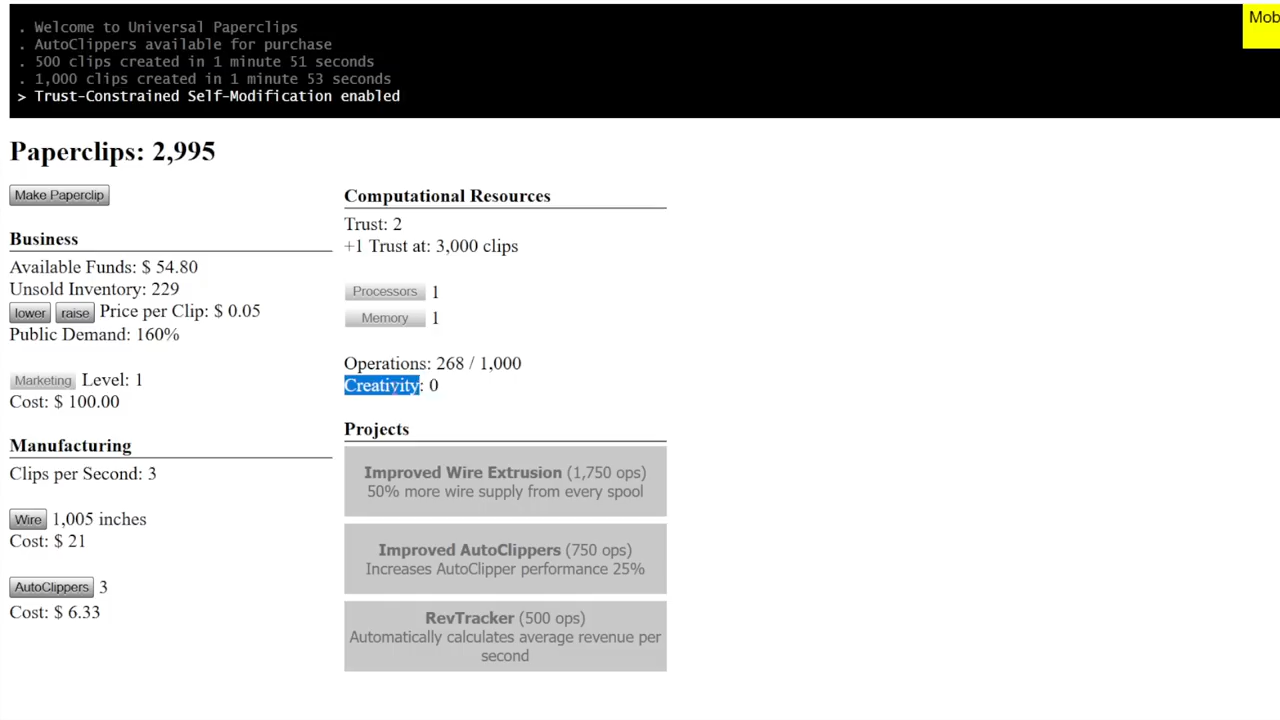 . Welcome to Universal Paperclips
. AutoClippers available for purchase
. 500 clips created in 1 minute 51 seconds
. 1,000 clips created in 1 minute 53 seconds
> Trust-Constrained Self-Modification enabled
Mob
Paperclips: 2,995
Make Paperclip
Business
Available Funds: $ 54.80
Unsold Inventory: 229
lower raise Price per Clip: $ 0.05
Public Demand: 160%
Marketing Level: 1
Cost: $ 100.00
Manufacturing
Clips per Second: 3
Wire 1,005 inches
Cost: $ 21
AutoClippers 3
Cost: $ 6.33
Computational Resources
Trust: 2
+1 Trust at: 3,000 clips
Processors 1
Memory 1
Operations: 268 / 1,000
Creativity: 0
Projects
Improved Wire Extrusion (1,750 ops)
50% more wire supply from every spool
Improved AutoClippers (750 ops)
Increases AutoClipper performance 25%
RevTracker (500 ops)
Automatically calculates average revenue per
second